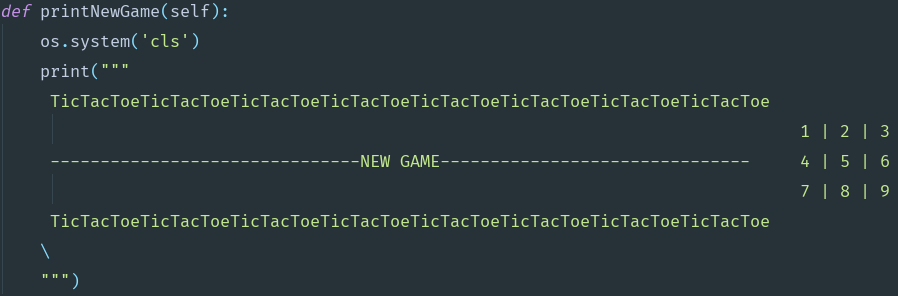 def printNewGame(self):
    os.system('cls')
    print("""
     TicTacToeTicTacToeTicTacToeTicTacToeTicTacToeTicTacToeTicTacToeTicTacToe
                                                                                1 | 2 | 3
     -------------------------------NEW GAME-------------------------------     4 | 5 | 6
                                                                                7 | 8 | 9
     TicTacToeTicTacToeTicTacToeTicTacToeTicTacToeTicTacToeTicTacToeTicTacToe
    \
    """)